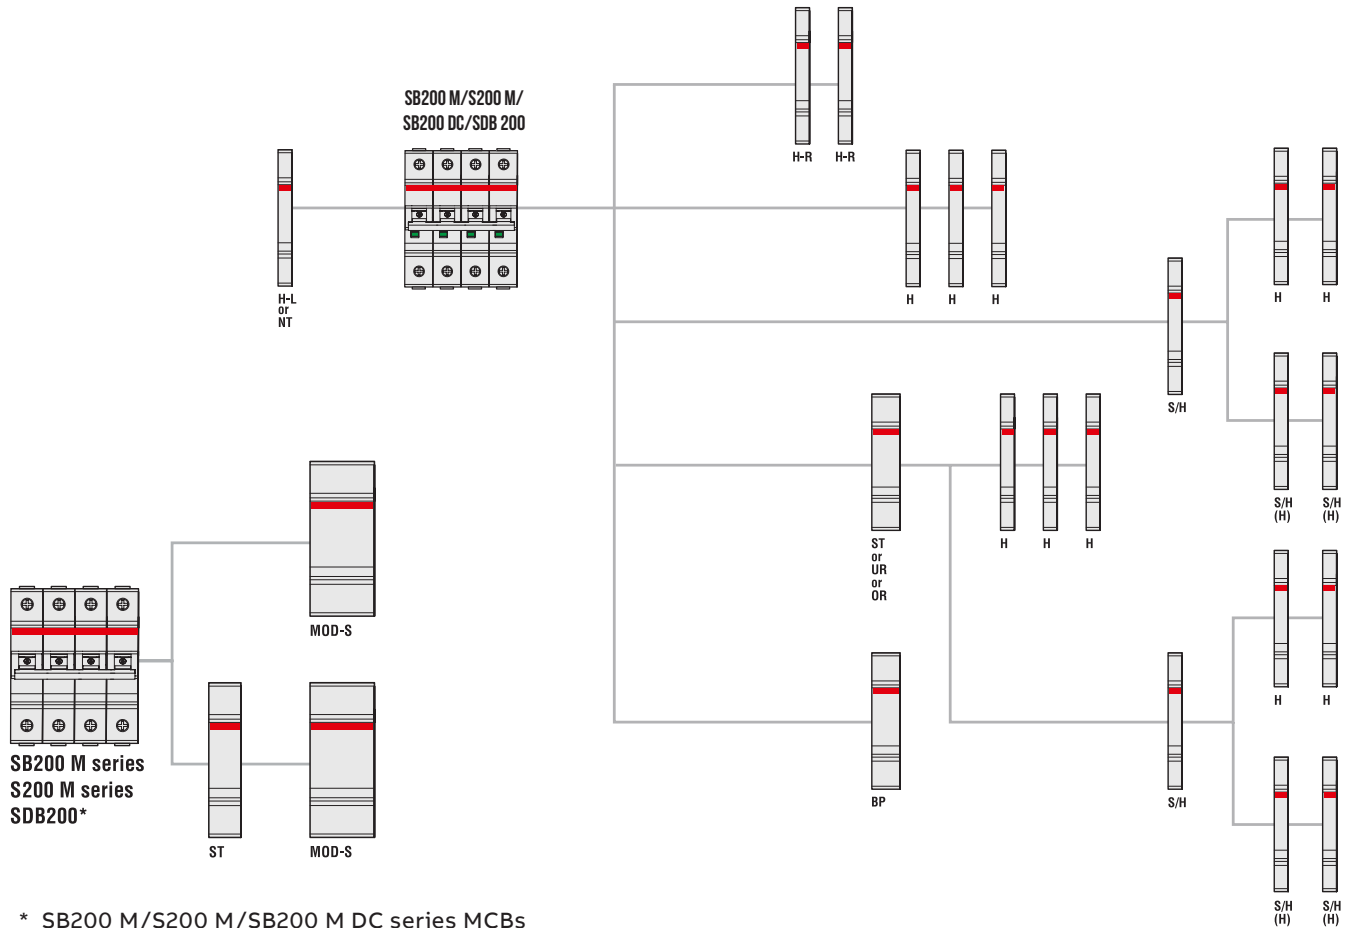 SB200 M/S200 M/
SB200 DC/SDB 200
H-R H-R
H-L
or
NT
H H H
H H
S/H
S/H S/H
(H) (H)
ST
or
UR
or
OR
H H H
MOD-S
H H
SB200 M series
S200 M series
SDB200*
BP
S/H
ST MOD-S
S/H S/H
(H) (H)
* SB200 M/S200 M/SB200 M DC series MCBs